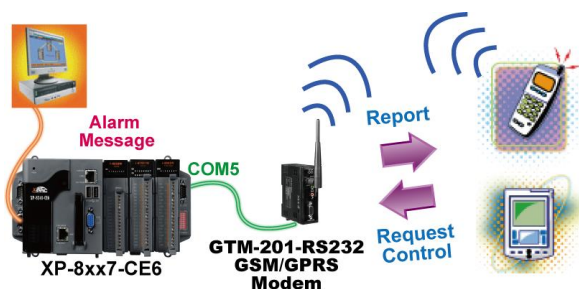 Alarm
Message
COM5
XP-8xx7-CE6
GTM-201-RS232
GSM/GPRS
Modem
Report
Request
Control